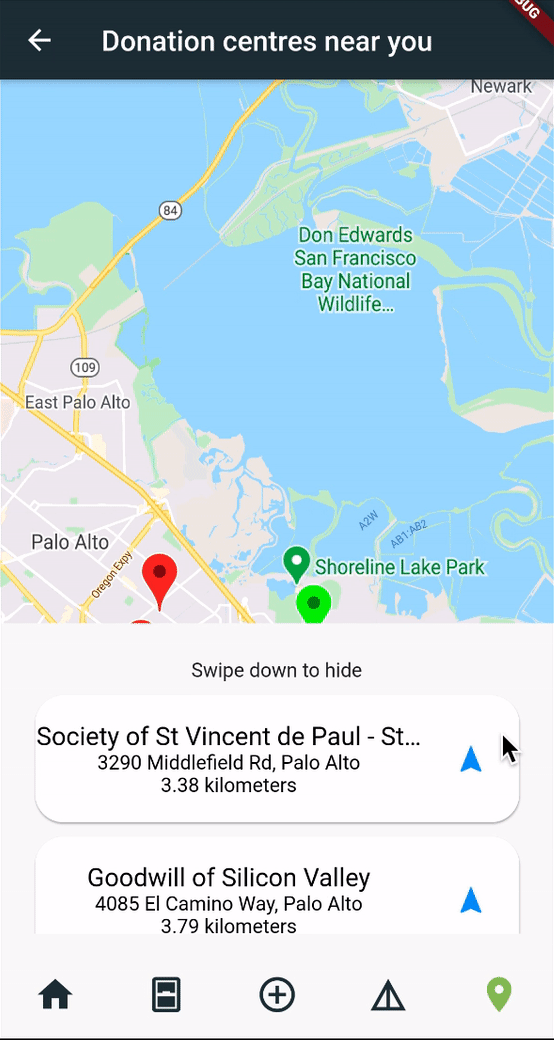 BUG
Donation centres near you
Newark
84
Don Edwards
San Francisco
Bay National
Wildlife...
109
East Palo Alto
A2W
AB1;AB2
Palo Alto
Oregon Expy
Shoreline Lake Park
Swipe down to hide
Society of St Vincent de Paul - St...
3290 Middlefield Rd, Palo Alto
3.38 kilometers
Goodwill of Silicon Valley
4085 El Camino Way, Palo Alto
3.79 kilometers